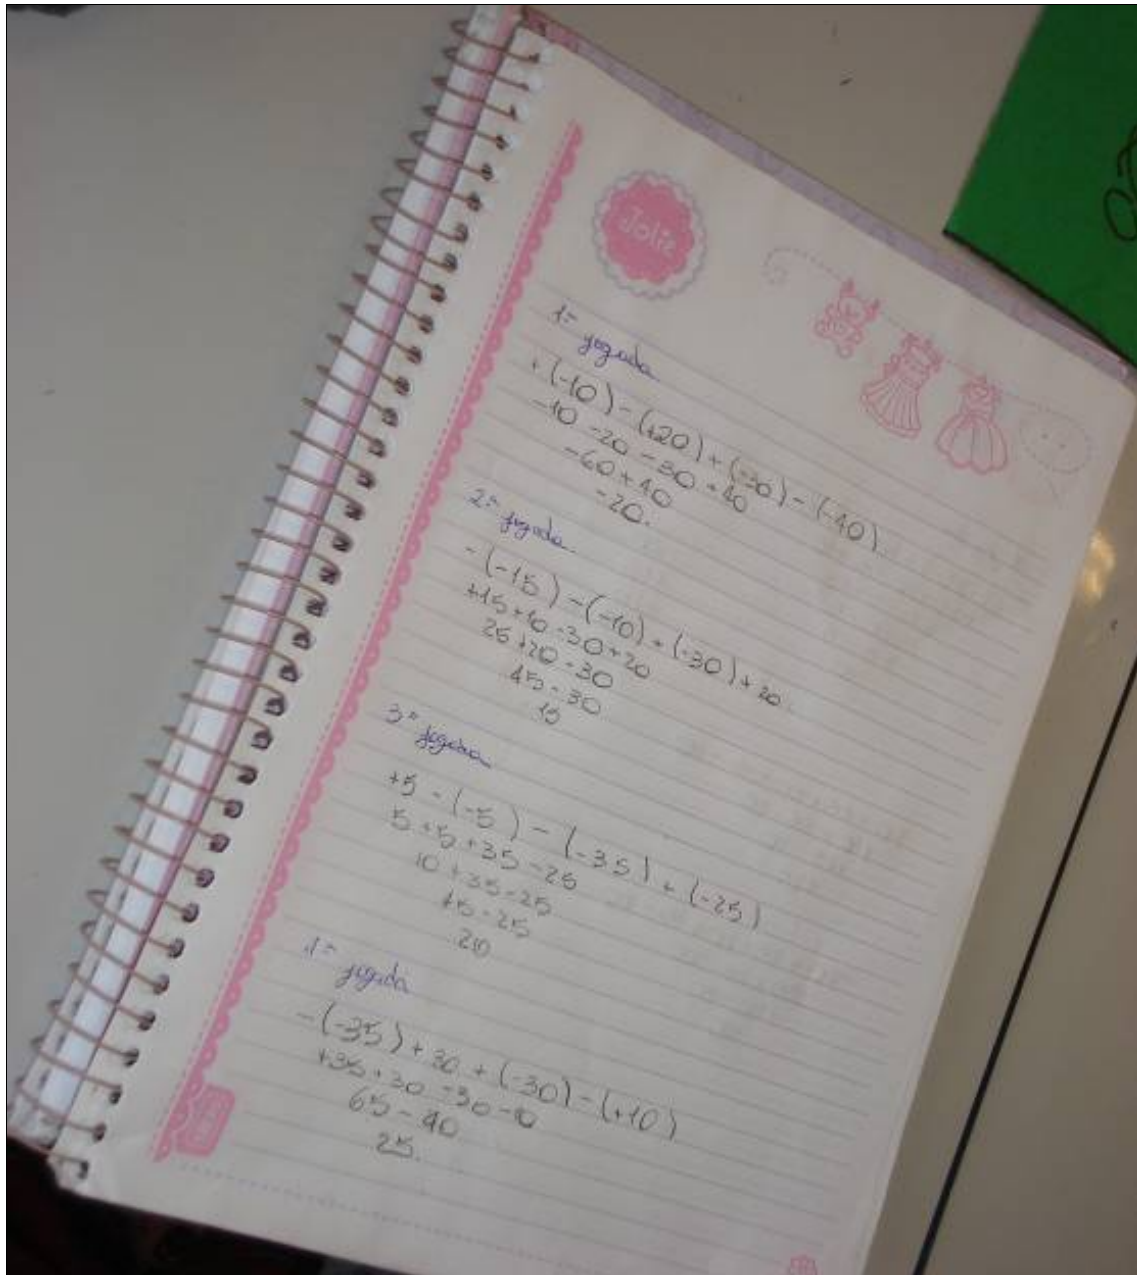 Jolie
1ª jogada
+(-10) - (+20) + (-30) - (-40)
-10 -20 -30 +40
-60 + 40
-20.
2ª jogada.
-(-15) - (-10) + (-30) + 20.
+15 +10 -30 +20
25 +20 -30
45 - 30
15
3ª jogada
+5 - (-5) - (-35) + (-25)
5 +5 +35 -25
10 +35 -25
45 - 25
20
1ª jogada
-(-35) + 30 + (-30) - (+10)
+35 +30 -30 -10
65 - 40
25.